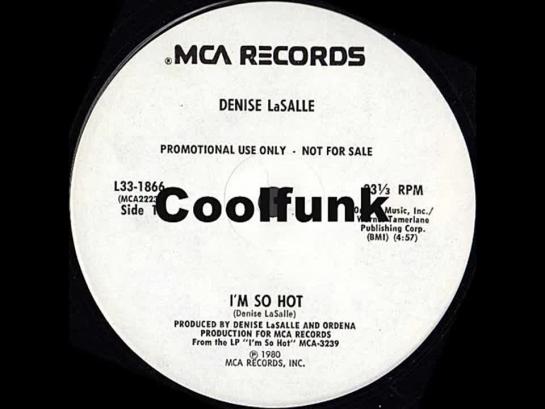 ® MCA RECORDS
DENISE LaSALLE
PROMOTIONAL USE ONLY - NOT FOR SALE
L33-1866
33⅓ RPM
Side
Coolfunk
Music, Inc./
Tamerlane
Publishing Corp.
(BMI) (4:57)
I'M SO HOT
(Denise LaSalle)
PRODUCED BY DENISE LaSALLE AND ORDENA
PRODUCTION FOR MCA RECORDS
From the LP "I'm So Hot" MCA-3239
℗ 1980
MCA RECORDS, INC.